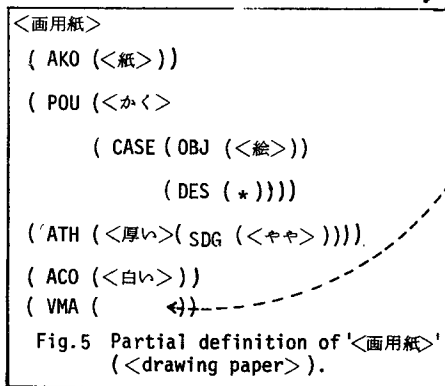 <画用紙>
( AKO (<紙>))
( POU (<かく>
( CASE ( OBJ (<絵>))
( DES ( * ))))
( ATH (<厚い>( SDG (<やや> ))))
( ACO (<白い>))
( VMA ( ))
Fig.5 Partial definition of '<画用紙>'
(<drawing paper>).